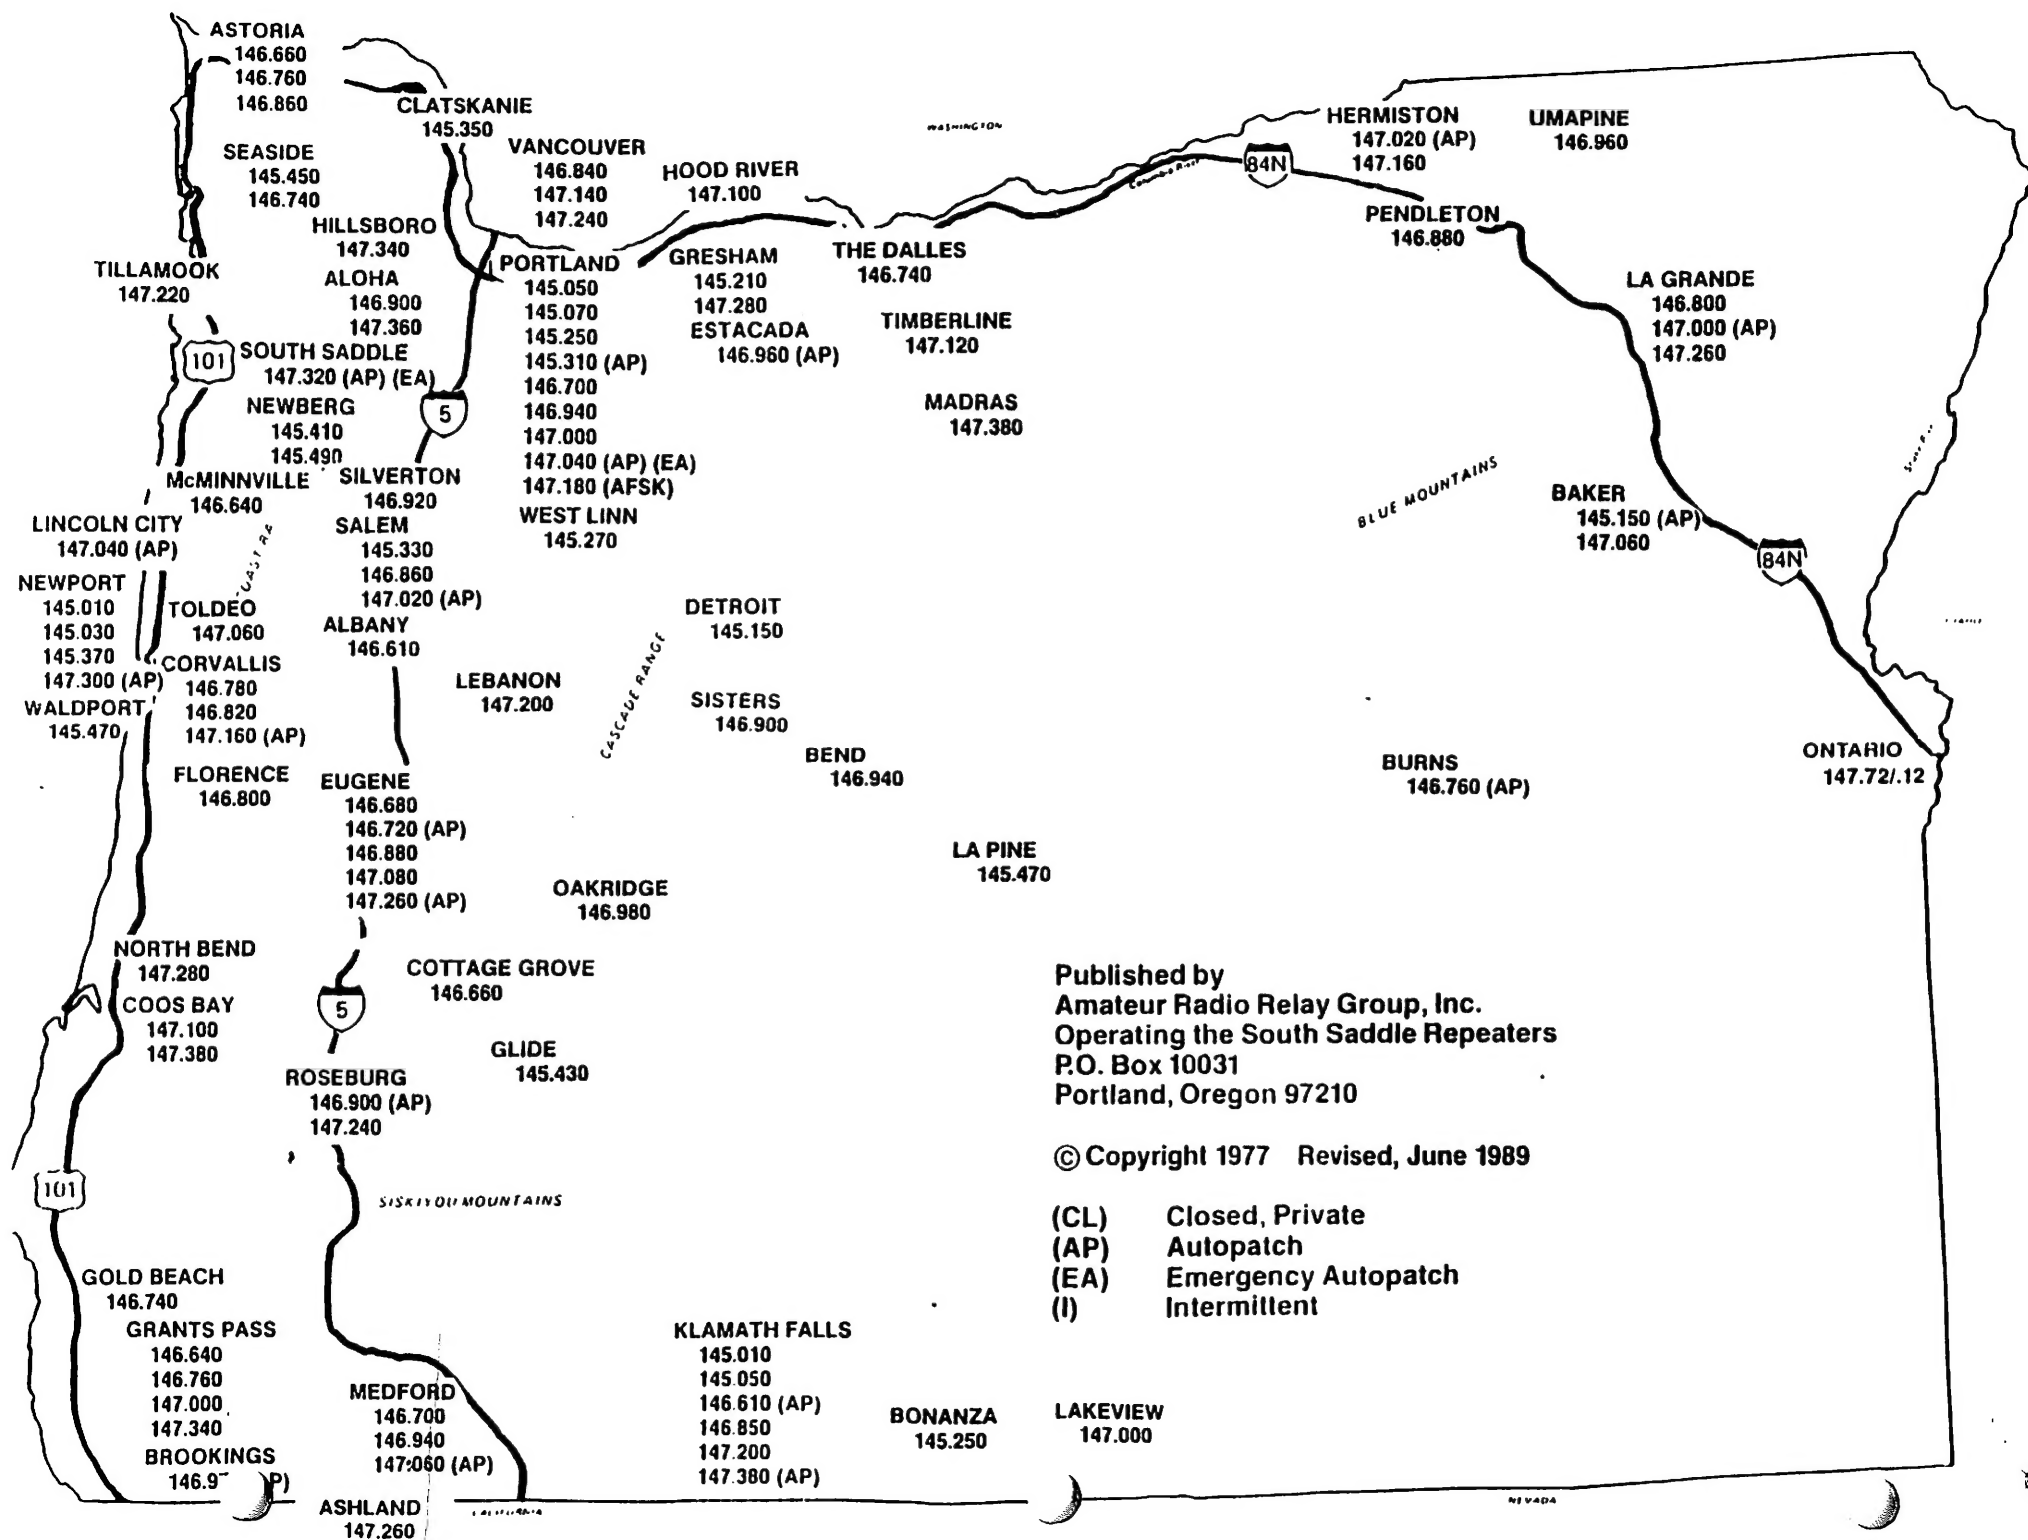 ASTORIA
146.660
146.760
146.860
CLATSKANIE
145.350
SEASIDE
145.450
146.740
VANCOUVER
146.840
147.140
147.240
HOOD RIVER
147.100
WASHINGTON
Columbia River
84N
HERMISTON
147.020 (AP)
147.160
UMAPINE
146.960
PENDLETON
146.880
HILLSBORO
147.340
TILLAMOOK
147.220
ALOHA
146.900
147.360
PORTLAND
145.050
145.070
145.250
145.310 (AP)
146.700
146.940
147.000
147.040 (AP) (EA)
147.180 (AFSK)
GRESHAM
145.210
147.280
ESTACADA
146.960 (AP)
THE DALLES
146.740
TIMBERLINE
147.120
MADRAS
147.380
LA GRANDE
146.800
147.000 (AP)
147.260
101
SOUTH SADDLE
147.320 (AP) (EA)
5
NEWBERG
145.410
145.490
McMINNVILLE
146.640
SILVERTON
146.920
LINCOLN CITY
147.040 (AP)
SALEM
145.330
146.860
147.020 (AP)
WEST LINN
145.270
BLUE MOUNTAINS
BAKER
145.150 (AP)
147.060
84N
NEWPORT
145.010
145.030
145.370
147.300 (AP)
TOLDEO
147.060
ALBANY
146.610
DETROIT
145.150
CASCADE RANGE
CORVALLIS
146.780
146.820
147.160 (AP)
WALDPORT
145.470
LEBANON
147.200
SISTERS
146.900
BEND
146.940
BURNS
146.760 (AP)
ONTARIO
147.72/.12
FLORENCE
146.800
EUGENE
146.680
146.720 (AP)
146.880
147.080
147.260 (AP)
LA PINE
145.470
OAKRIDGE
146.980
NORTH BEND
147.280
COOS BAY
147.100
147.380
COTTAGE GROVE
146.660
5
GLIDE
145.430
ROSEBURG
146.900 (AP)
147.240
Published by
Amateur Radio Relay Group, Inc.
Operating the South Saddle Repeaters
P.O. Box 10031
Portland, Oregon 97210
© Copyright 1977 Revised, June 1989
(CL) Closed, Private
(AP) Autopatch
(EA) Emergency Autopatch
(I) Intermittent
101
SISKIYOU MOUNTAINS
GOLD BEACH
146.740
GRANTS PASS
146.640
146.760
147.000
147.340
BROOKINGS
MEDFORD
146.700
146.940
147.060 (AP)
KLAMATH FALLS
145.010
145.050
146.610 (AP)
146.850
147.200
147.380 (AP)
BONANZA
145.250
LAKEVIEW
147.000
ASHLAND
147.260
CALIFORNIA
NEVADA